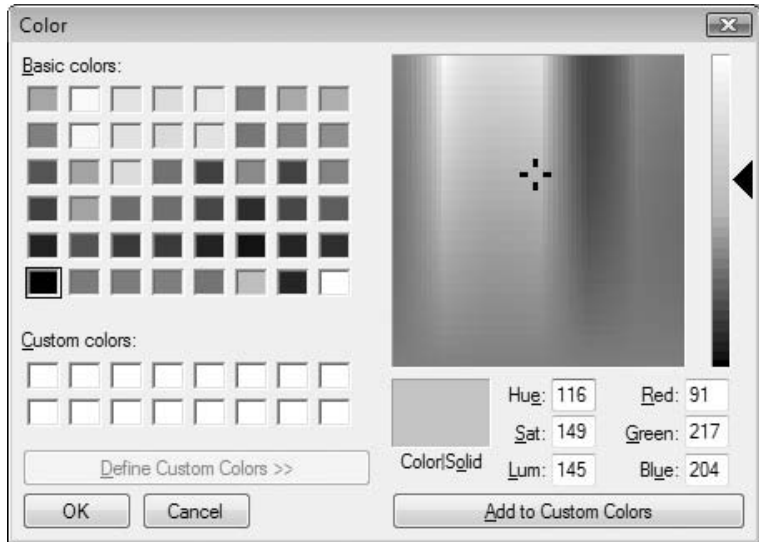 Color
Basic colors:
Custom colors:
Define Custom Colors >>
OK
Cancel
Color|Solid
Hue: 116
Sat: 149
Lum: 145
Red: 91
Green: 217
Blue: 204
Add to Custom Colors